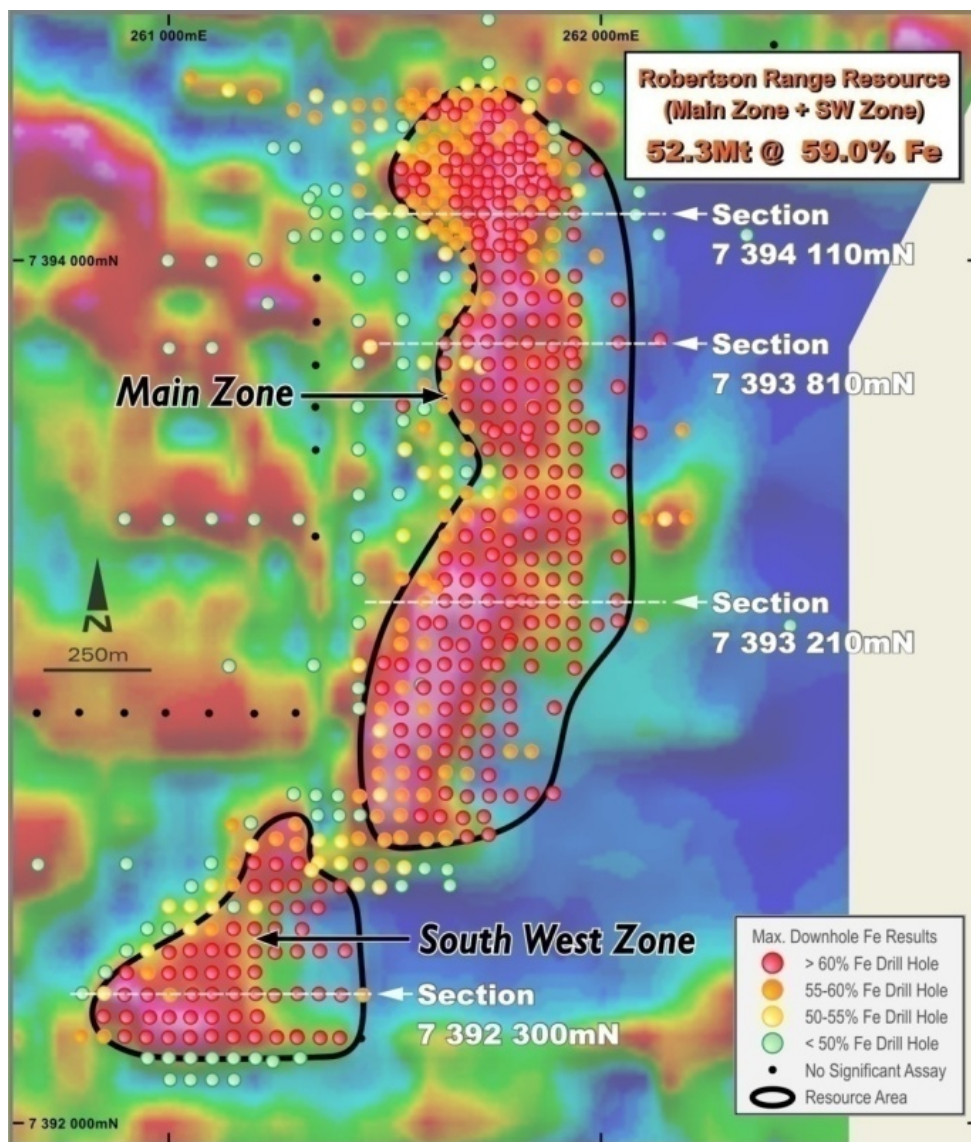 261 000mE
262 000mE
Robertson Range Resource
(Main Zone + SW Zone)
52.3Mt @ 59.0% Fe
Section
7 394 110mN
7 394 000mN
Section
7 393 810mN
Main Zone
Section
7 393 210mN
N
250m
South West Zone
Section
7 392 300mN
Max. Downhole Fe Results
> 60% Fe Drill Hole
55-60% Fe Drill Hole
50-55% Fe Drill Hole
< 50% Fe Drill Hole
No Significant Assay
Resource Area
7 392 000mN